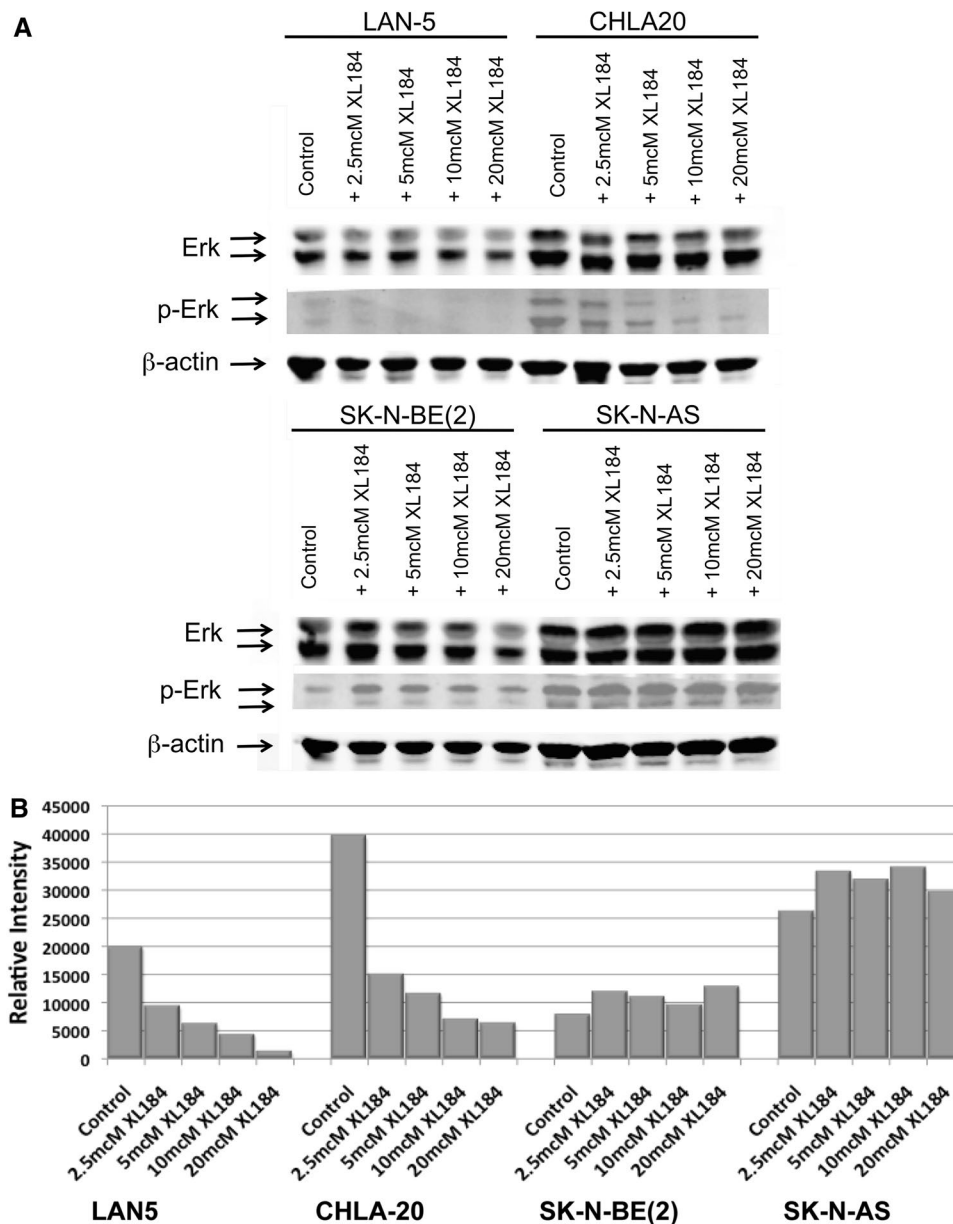 A
LAN-5 CHLA20
Control + 2.5mcM XL184 + 5mcM XL184 + 10mcM XL184 + 20mcM XL184 Control + 2.5mcM XL184 + 5mcM XL184 + 10mcM XL184 + 20mcM XL184
Erk
p-Erk
β-actin
SK-N-BE(2) SK-N-AS
Control + 2.5mcM XL184 + 5mcM XL184 + 10mcM XL184 + 20mcM XL184 Control + 2.5mcM XL184 + 5mcM XL184 + 10mcM XL184 + 20mcM XL184
Erk
p-Erk
β-actin
B
Relative Intensity
45000
40000
35000
30000
25000
20000
15000
10000
5000
0
Control 2.5mcM XL184 5mcM XL184 10mcM XL184 20mcM XL184 Control 2.5mcM XL184 5mcM XL184 10mcM XL184 20mcM XL184 Control 2.5mcM XL184 5mcM XL184 10mcM XL184 20mcM XL184 Control 2.5mcM XL184 5mcM XL184 10mcM XL184 20mcM XL184
LAN5 CHLA-20 SK-N-BE(2) SK-N-AS